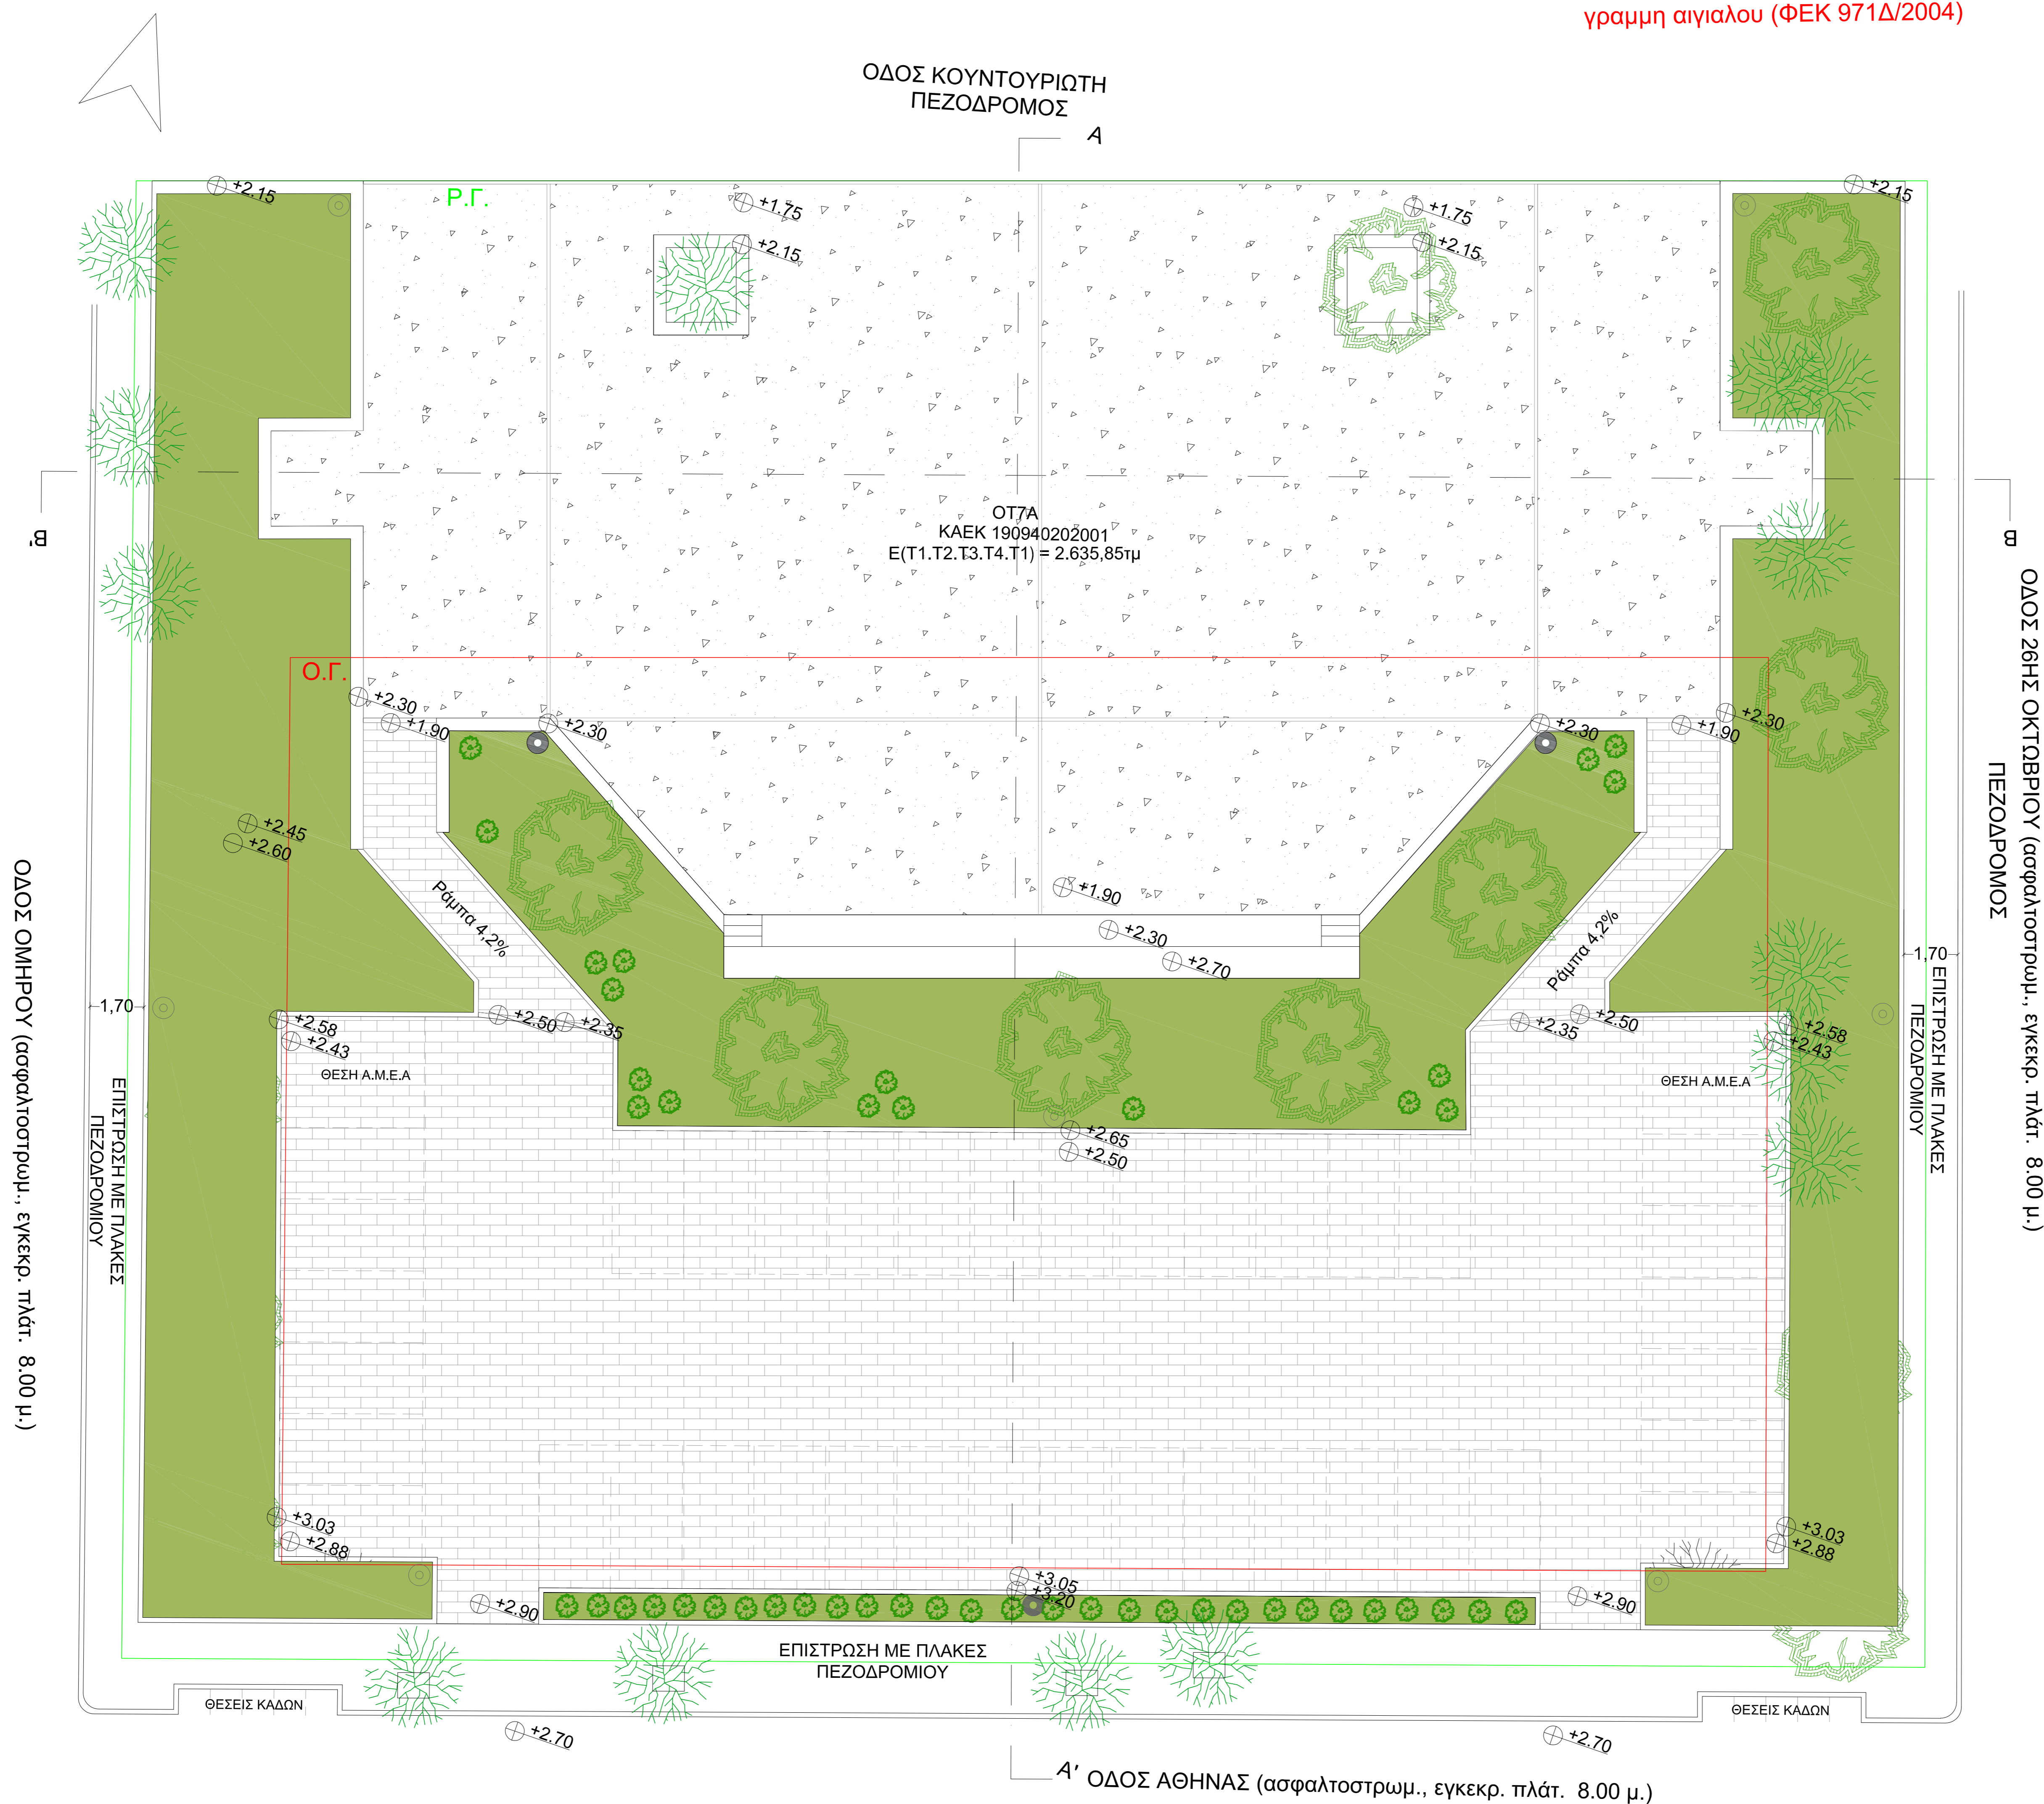 γραμμη αιγιαλου (ΦΕΚ 971Δ/2004)
ΟΔΟΣ ΚΟΥΝΤΟΥΡΙΩΤΗ
ΠΕΖΟΔΡΟΜΟΣ
A
+2.15
Ρ.Γ.
+1.75
+2.15
+1.75
+2.15
+2.15
B'
B
ΟΤ7Α
ΚΑΕΚ 190940202001
Ε(Τ1.Τ2.Τ3.Τ4.Τ1) = 2.635,85τμ
Ο.Γ.
+2.30
+1.90
+2.30
+2.30
+1.90
+2.30
+2.45
+2.60
Ράμπα 4,2%
+1.90
+2.30
+2.70
Ράμπα 4,2%
1,70
1,70
+2.58
+2.43
+2.50
+2.35
+2.35
+2.50
+2.58
+2.43
ΘΕΣΗ Α.Μ.Ε.Α
ΘΕΣΗ Α.Μ.Ε.Α
+2.65
+2.50
ΟΔΟΣ ΟΜΗΡΟΥ (ασφαλτοστρωμ., εγκεκρ. πλάτ. 8.00 μ.)
ΕΠΙΣΤΡΩΣΗ ΜΕ ΠΛΑΚΕΣ
ΠΕΖΟΔΡΟΜΙΟΥ
ΟΔΟΣ 26ΗΣ ΟΚΤΩΒΡΙΟΥ (ασφαλτοστρωμ., εγκεκρ. πλάτ. 8.00 μ.)
ΠΕΖΟΔΡΟΜΟΣ
ΕΠΙΣΤΡΩΣΗ ΜΕ ΠΛΑΚΕΣ
ΠΕΖΟΔΡΟΜΙΟΥ
+3.03
+2.88
+3.03
+2.88
+2.90
+3.05
+3.20
+2.90
ΕΠΙΣΤΡΩΣΗ ΜΕ ΠΛΑΚΕΣ
ΠΕΖΟΔΡΟΜΙΟΥ
ΘΕΣΕΙΣ ΚΑΔΩΝ
ΘΕΣΕΙΣ ΚΑΔΩΝ
+2.70
+2.70
A'
ΟΔΟΣ ΑΘΗΝΑΣ (ασφαλτοστρωμ., εγκεκρ. πλάτ. 8.00 μ.)